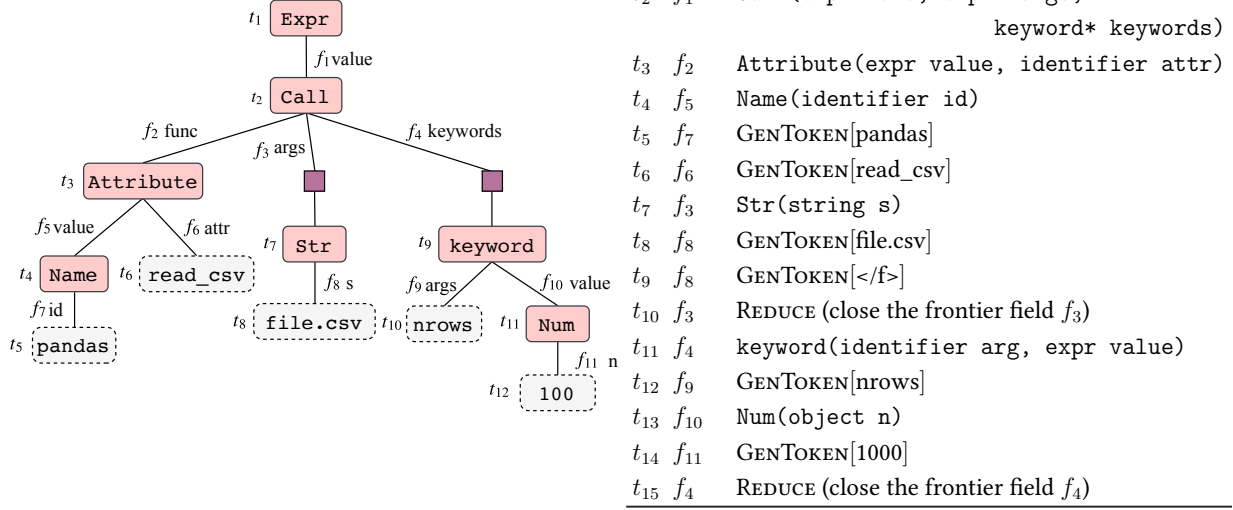 t1 Expr
f1 value
t2 Call
f2 func
f3 args
f4 keywords
t3 Attribute
f5 value
f6 attr
t7 Str
t9 keyword
t4 Name
t6 read_csv
f8 s
f9 args
f10 value
f7 id
t8 file.csv
t10 nrows
t11 Num
t5 pandas
f11 n
t12 100
keyword* keywords)
t3 f2 Attribute(expr value, identifier attr)
t4 f5 Name(identifier id)
t5 f7 GENTOKEN[pandas]
t6 f6 GENTOKEN[read_csv]
t7 f3 Str(string s)
t8 f8 GENTOKEN[file.csv]
t9 f8 GENTOKEN[</f>]
t10 f3 REDUCE (close the frontier field f3)
t11 f4 keyword(identifier arg, expr value)
t12 f9 GENTOKEN[nrows]
t13 f10 Num(object n)
t14 f11 GENTOKEN[1000]
t15 f4 REDUCE (close the frontier field f4)